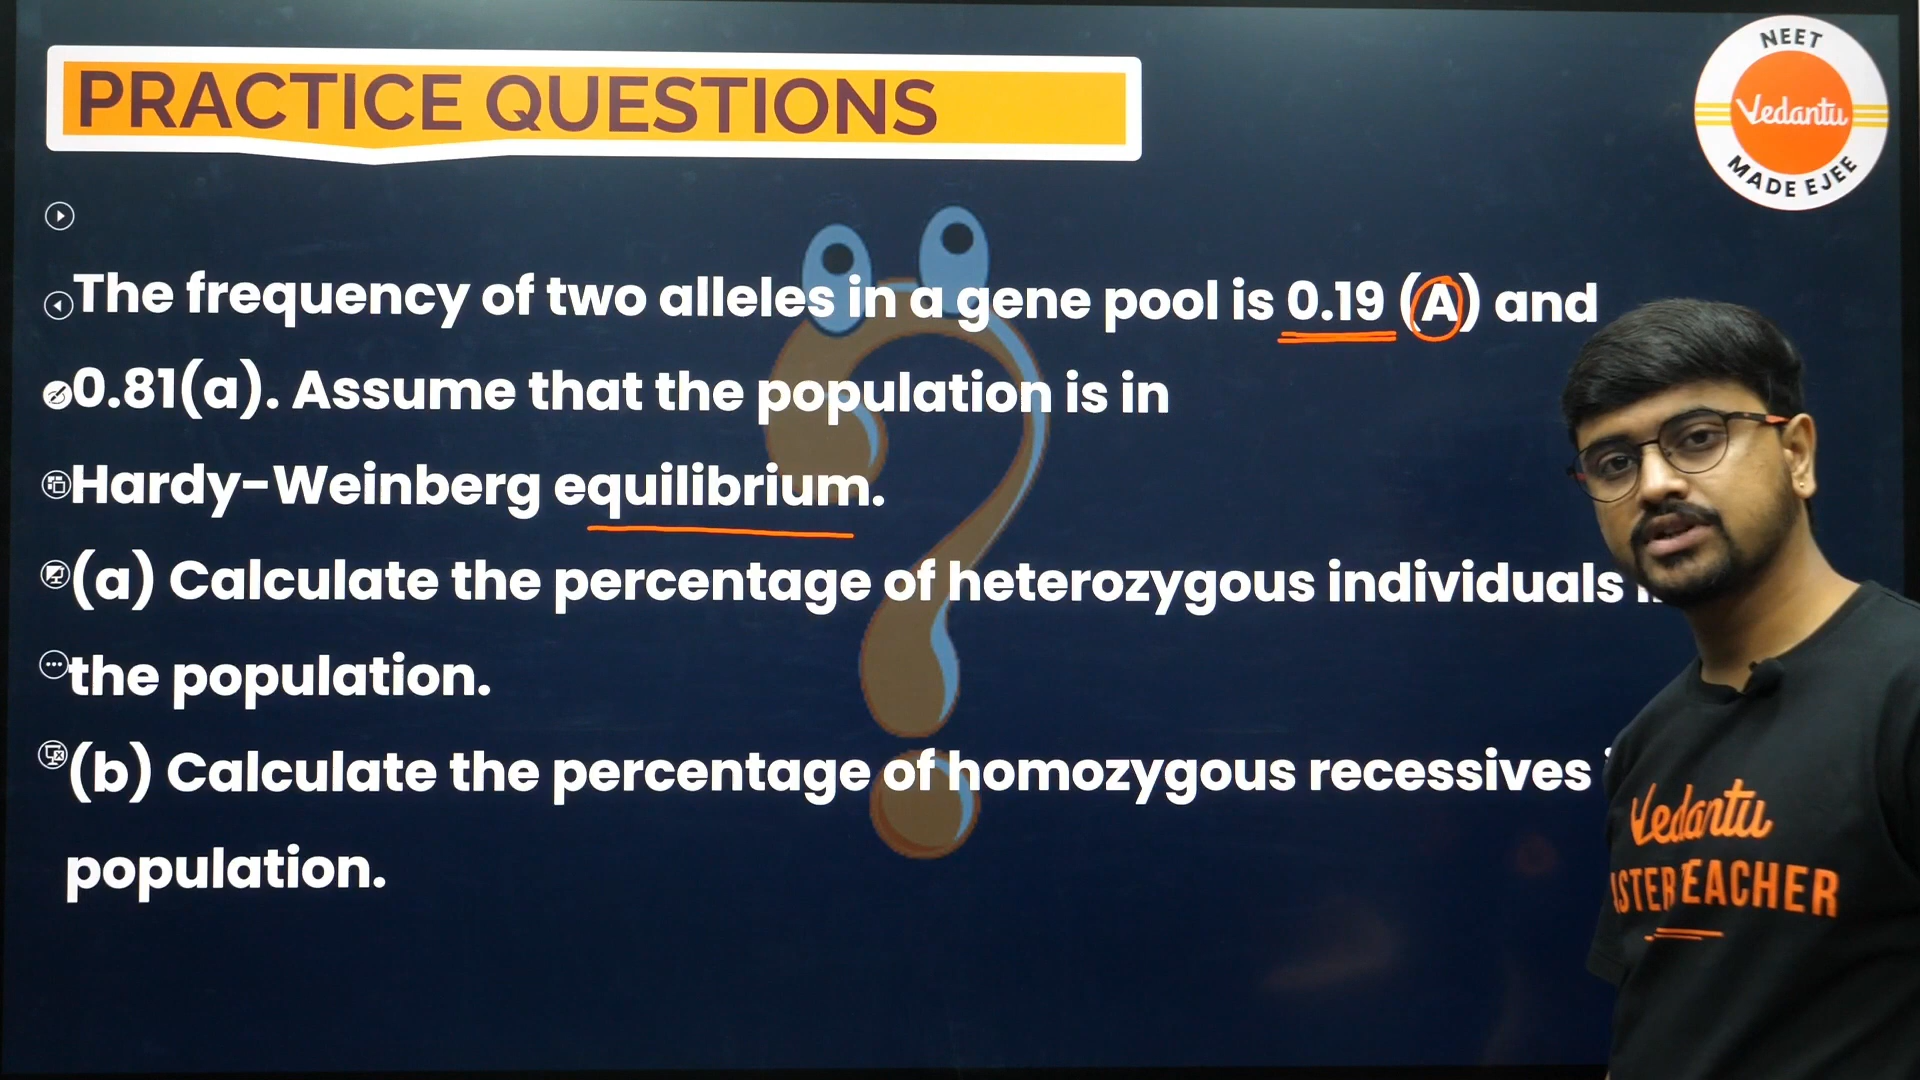 PRACTICE QUESTIONS
NEET
Vedantu
MADE EJEE
The frequency of two alleles in a gene pool is 0.19 (A) and
0.81(a). Assume that the population is in
Hardy-Weinberg equilibrium.
(a) Calculate the percentage of heterozygous individuals
the population.
(b) Calculate the percentage of homozygous recessives
population.
Vedantu